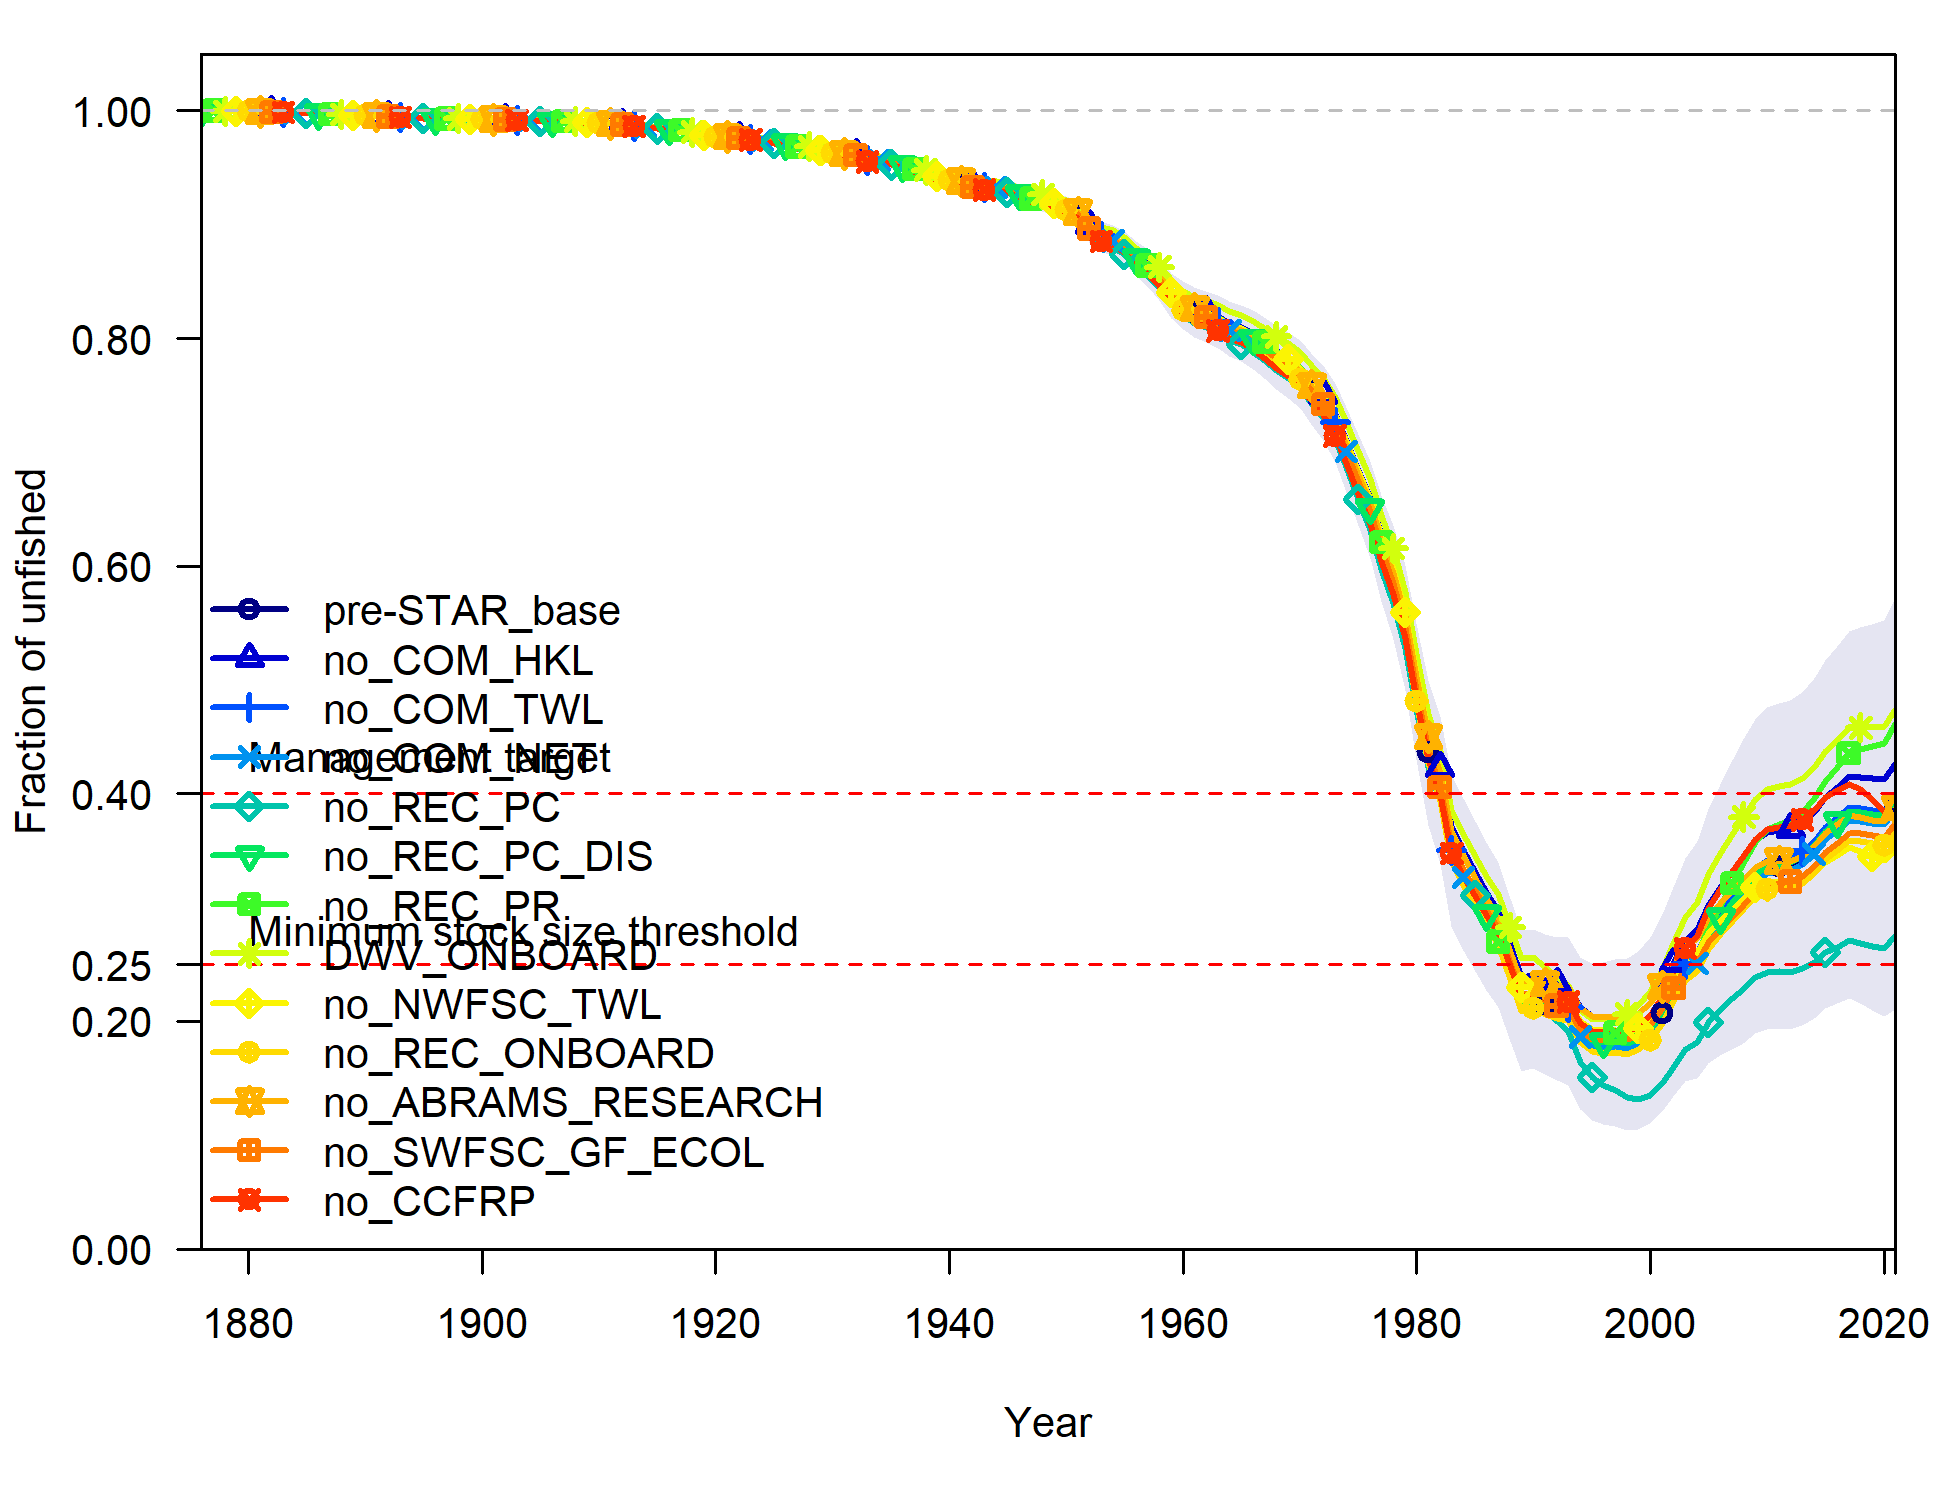 1.00
0.80
0.60
0.40
0.25
0.20
0.00
Fraction of unfished
pre-STAR_base
no_COM_HKL
no_COM_TWL
no_COM_NET
Management target
no_REC_PC
no_REC_PC_DIS
no_REC_PR
Minimum stock size threshold
DWV_ONBOARD
no_NWFSC_TWL
no_REC_ONBOARD
no_ABRAMS_RESEARCH
no_SWFSC_GF_ECOL
no_CCFRP
1880 1900 1920 1940 1960 1980 2000 2020
Year